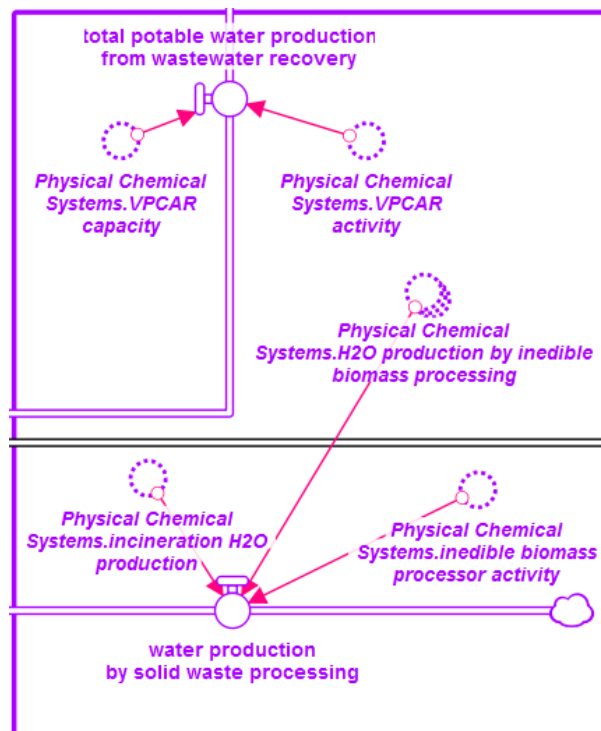 total potable water production
from wastewater recovery
Physical Chemical
Systems.VPCAR
capacity
Physical Chemical
Systems.VPCAR
activity
Physical Chemical
Systems.H2O production by inedible
biomass processing
Physical Chemical
Systems.incineration H2O
production
Physical Chemical
Systems.inedible biomass
processor activity
water production
by solid waste processing